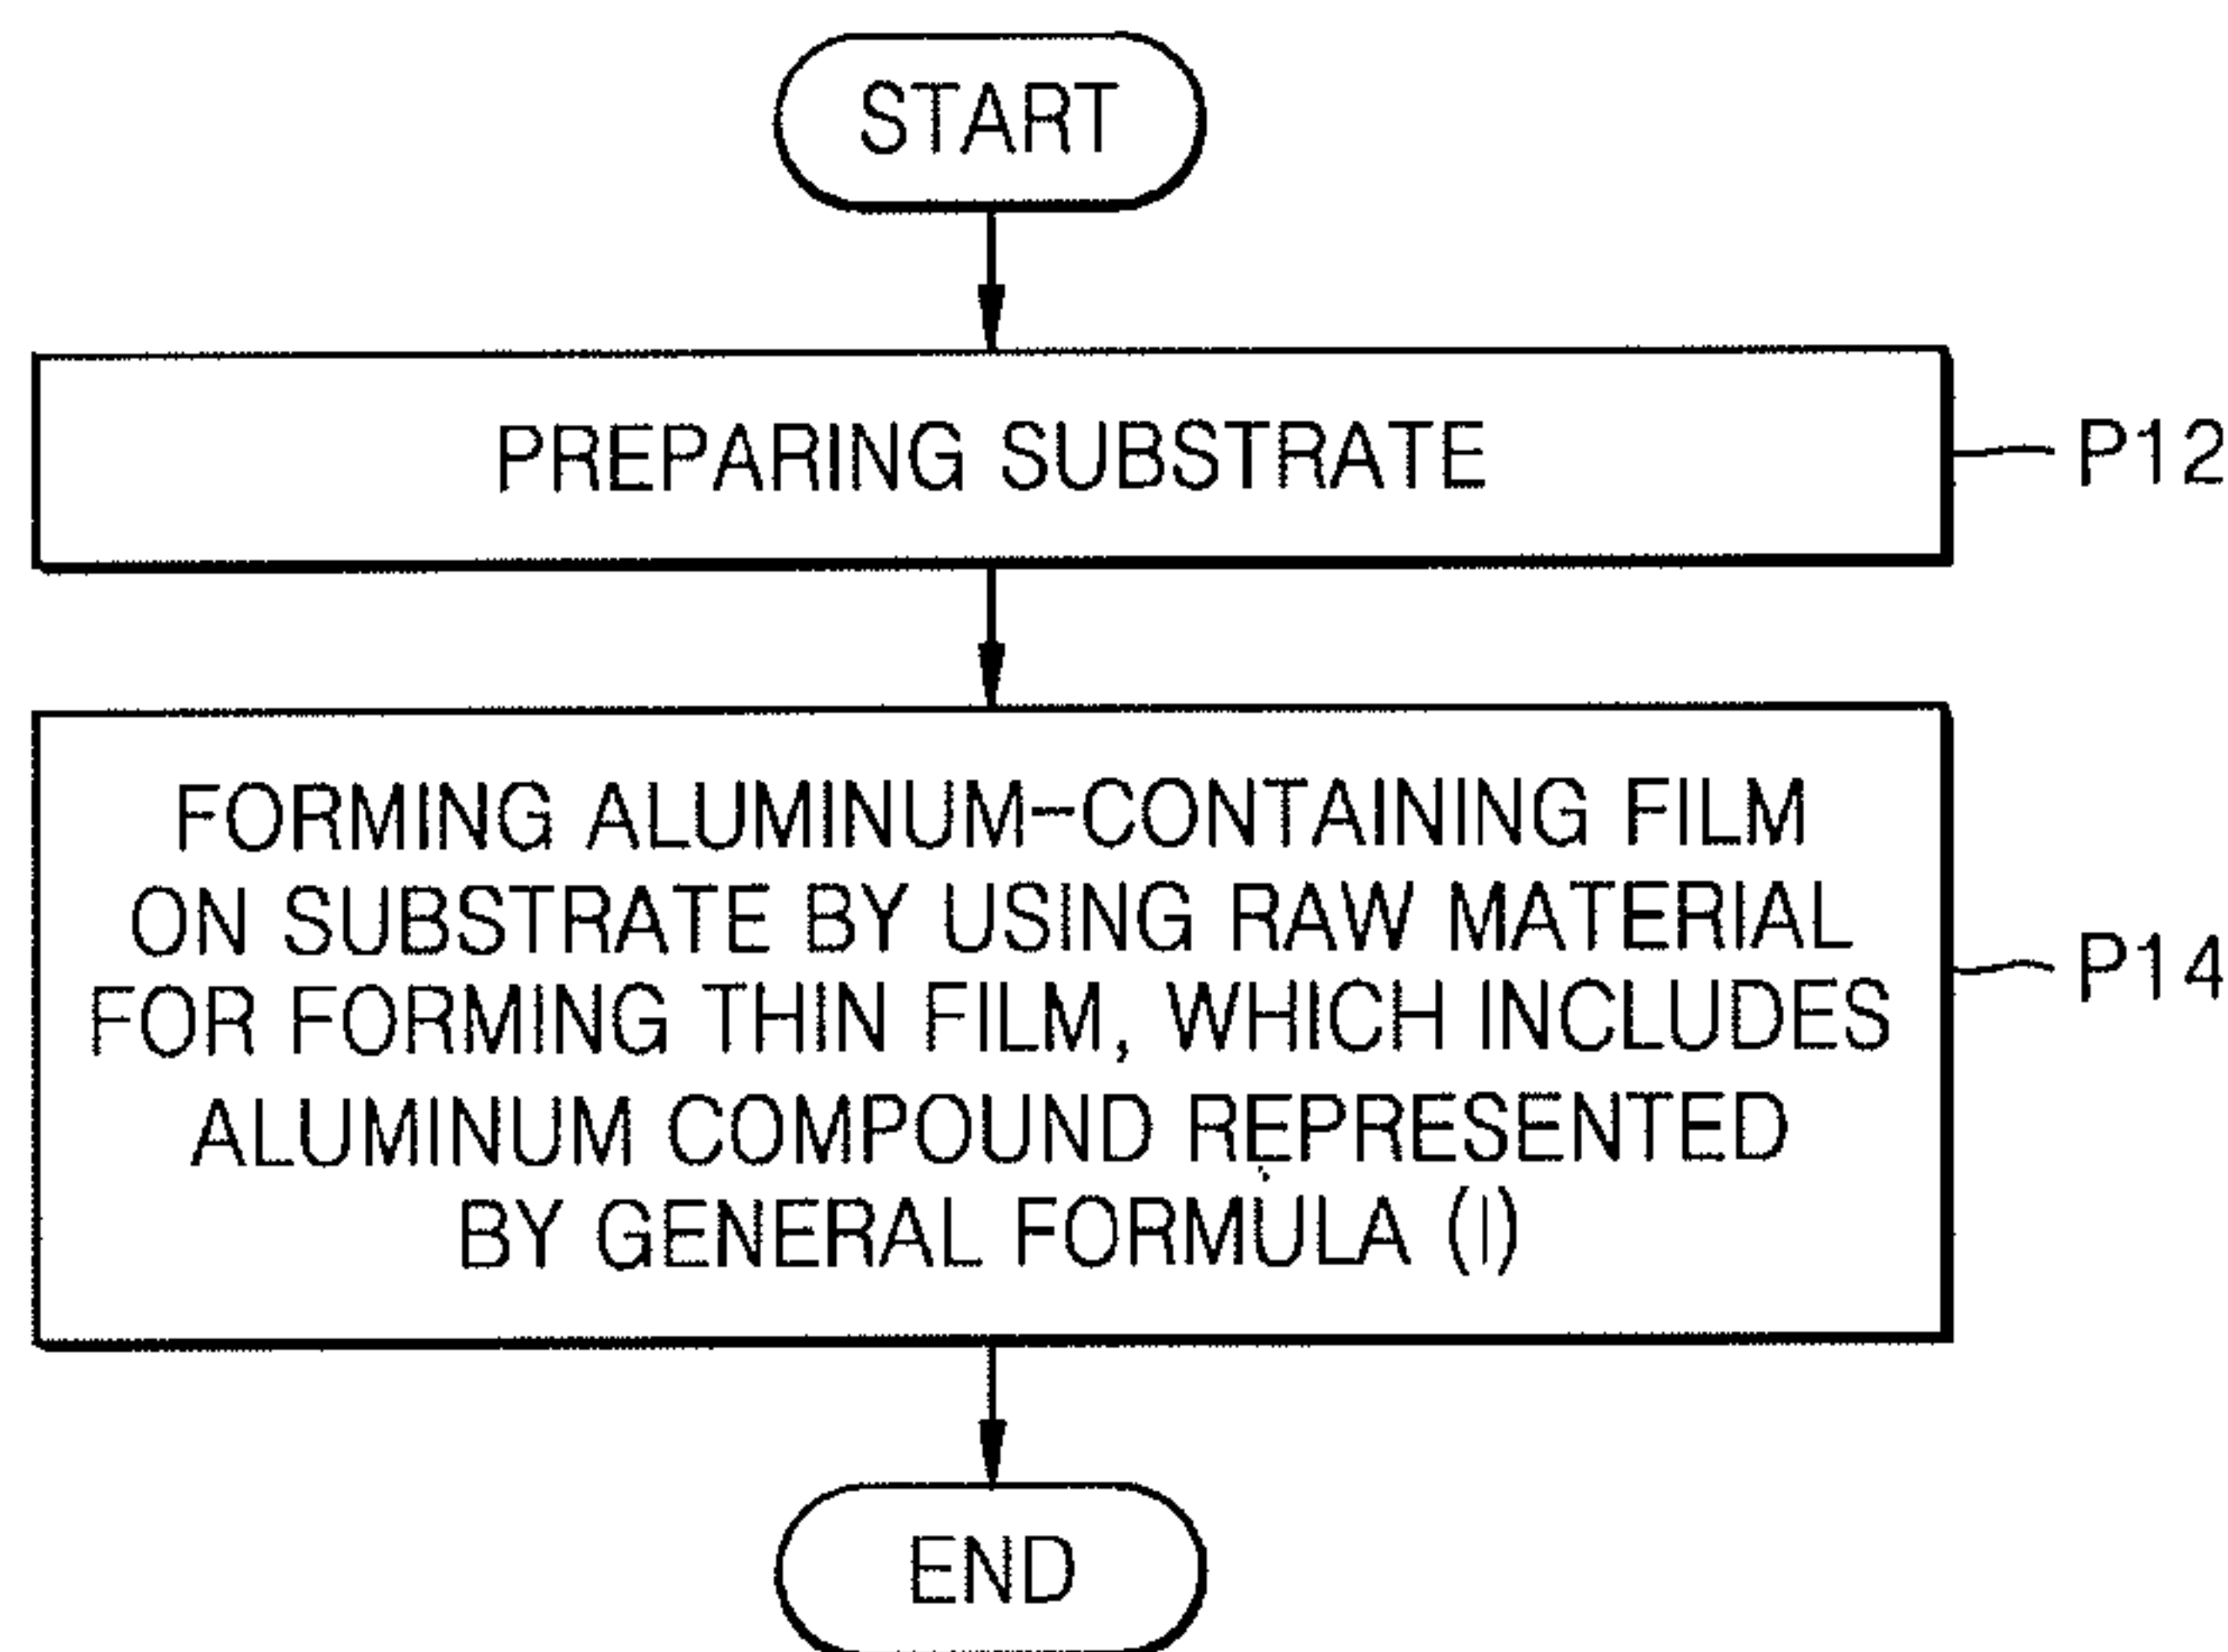 START
PREPARING SUBSTRATE
P12
FORMING ALUMINUM-CONTAINING FILM
ON SUBSTRATE BY USING RAW MATERIAL
FOR FORMING THIN FILM, WHICH INCLUDES
ALUMINUM COMPOUND REPRESENTED
BY GENERAL FORMULA (I)
P14
END